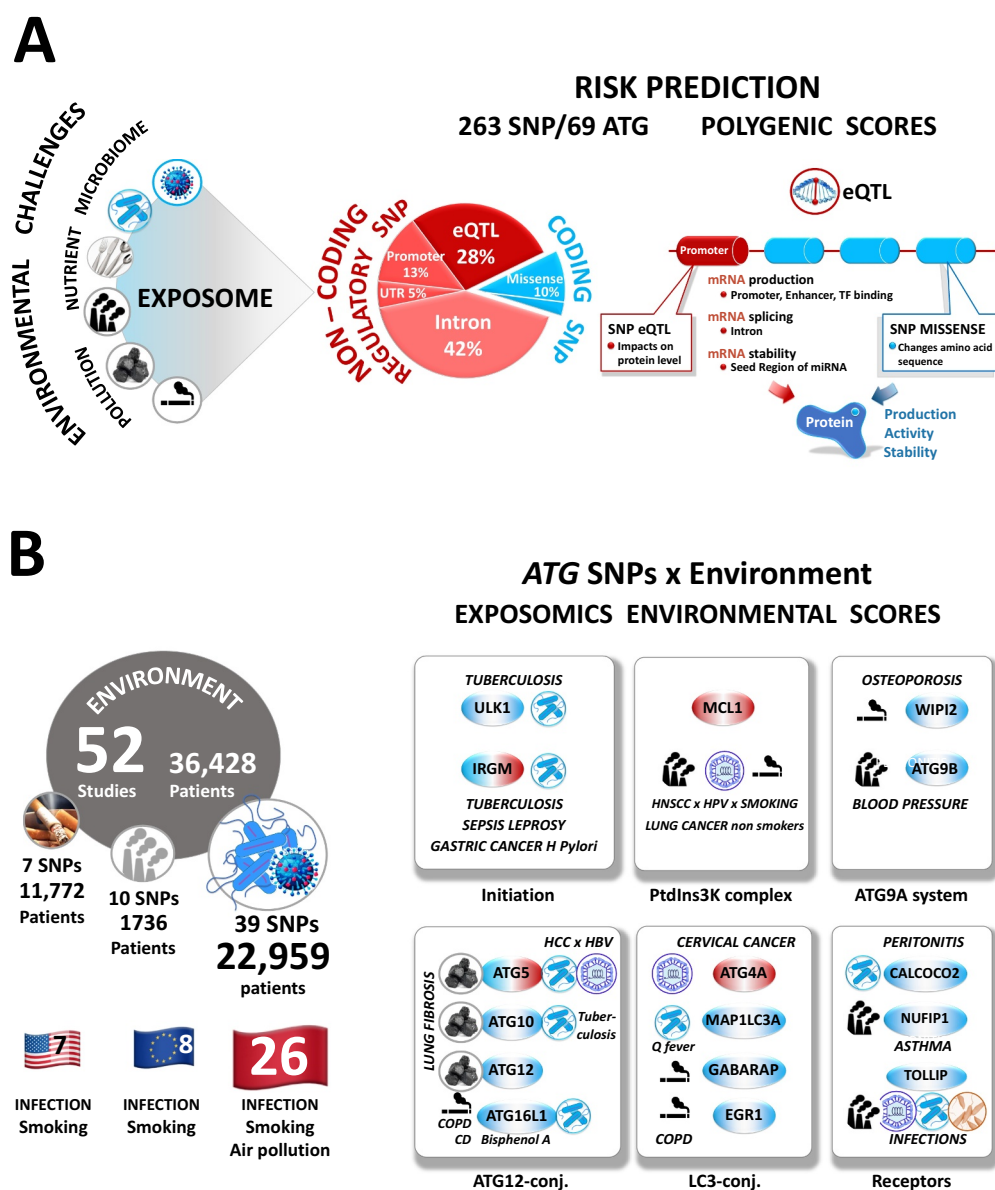 A
RISK PREDICTION
263 SNP/69 ATG POLYGENIC SCORES
ENVIRONMENTAL CHALLENGES
MICROBIOME
NUTRIENT
POLLUTION
EXPOSOME
NON – CODING
REGULATORY SNP
CODING SNP
eQTL
28%
Promoter
13%
UTR 5%
Missense
10%
Intron
42%
eQTL
Promoter
mRNA production
Promoter, Enhancer, TF binding
mRNA splicing
Intron
mRNA stability
Seed Region of miRNA
SNP eQTL
Impacts on
protein level
SNP MISSENSE
Changes amino acid
sequence
Protein
Production
Activity
Stability
B
ATG SNPs x Environment
EXPOSOMICS ENVIRONMENTAL SCORES
ENVIRONMENT
52
Studies
36,428
Patients
7 SNPs
11,772
Patients
10 SNPs
1736
Patients
39 SNPs
22,959
patients
7
INFECTION
Smoking
8
INFECTION
Smoking
26
INFECTION
Smoking
Air pollution
TUBERCULOSIS
ULK1
IRGM
TUBERCULOSIS
SEPSIS LEPROSY
GASTRIC CANCER H Pylori
Initiation
MCL1
HNSCC x HPV x SMOKING
LUNG CANCER non smokers
PtdIns3K complex
OSTEOPOROSIS
WIPI2
ATG9B
BLOOD PRESSURE
ATG9A system
HCC x HBV
LUNG FIBROSIS
ATG5
ATG10
Tuber-
culosis
ATG12
ATG16L1
COPD
CD Bisphenol A
ATG12-conj.
CERVICAL CANCER
ATG4A
MAP1LC3A
Q fever
GABARAP
EGR1
COPD
LC3-conj.
PERITONITIS
CALCOCO2
NUFIP1
ASTHMA
TOLLIP
INFECTIONS
Receptors